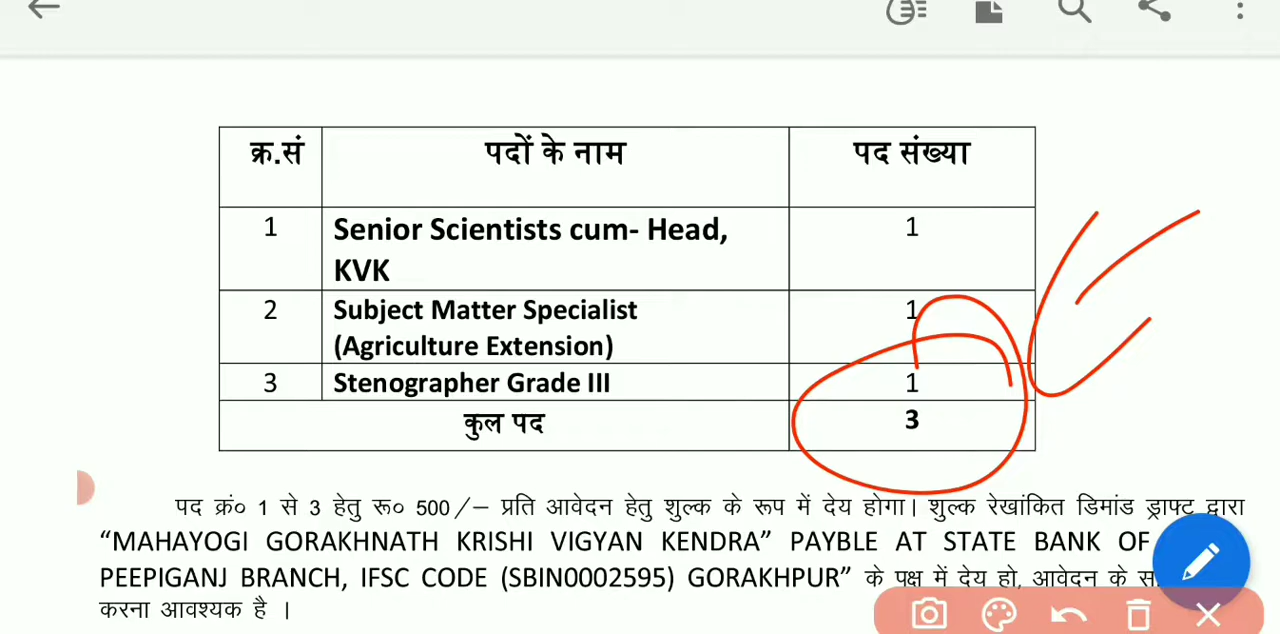 क्र.सं पदों के नाम पद संख्या
1 Senior Scientists cum- Head, 1
KVK
2 Subject Matter Specialist 1
(Agriculture Extension)
3 Stenographer Grade III 1
कुल पद 3
पद क्रं० 1 से 3 हेतु रू० 500/– प्रति आवेदन हेतु शुल्क के रूप में देय होगा। शुल्क रेखांकित डिमांड ड्राफ्ट द्वारा
“MAHAYOGI GORAKHNATH KRISHI VIGYAN KENDRA” PAYBLE AT STATE BANK OF
PEEPIGANJ BRANCH, IFSC CODE (SBIN0002595) GORAKHPUR” के पक्ष में देय हो, आवेदन के
करना आवश्यक है ।